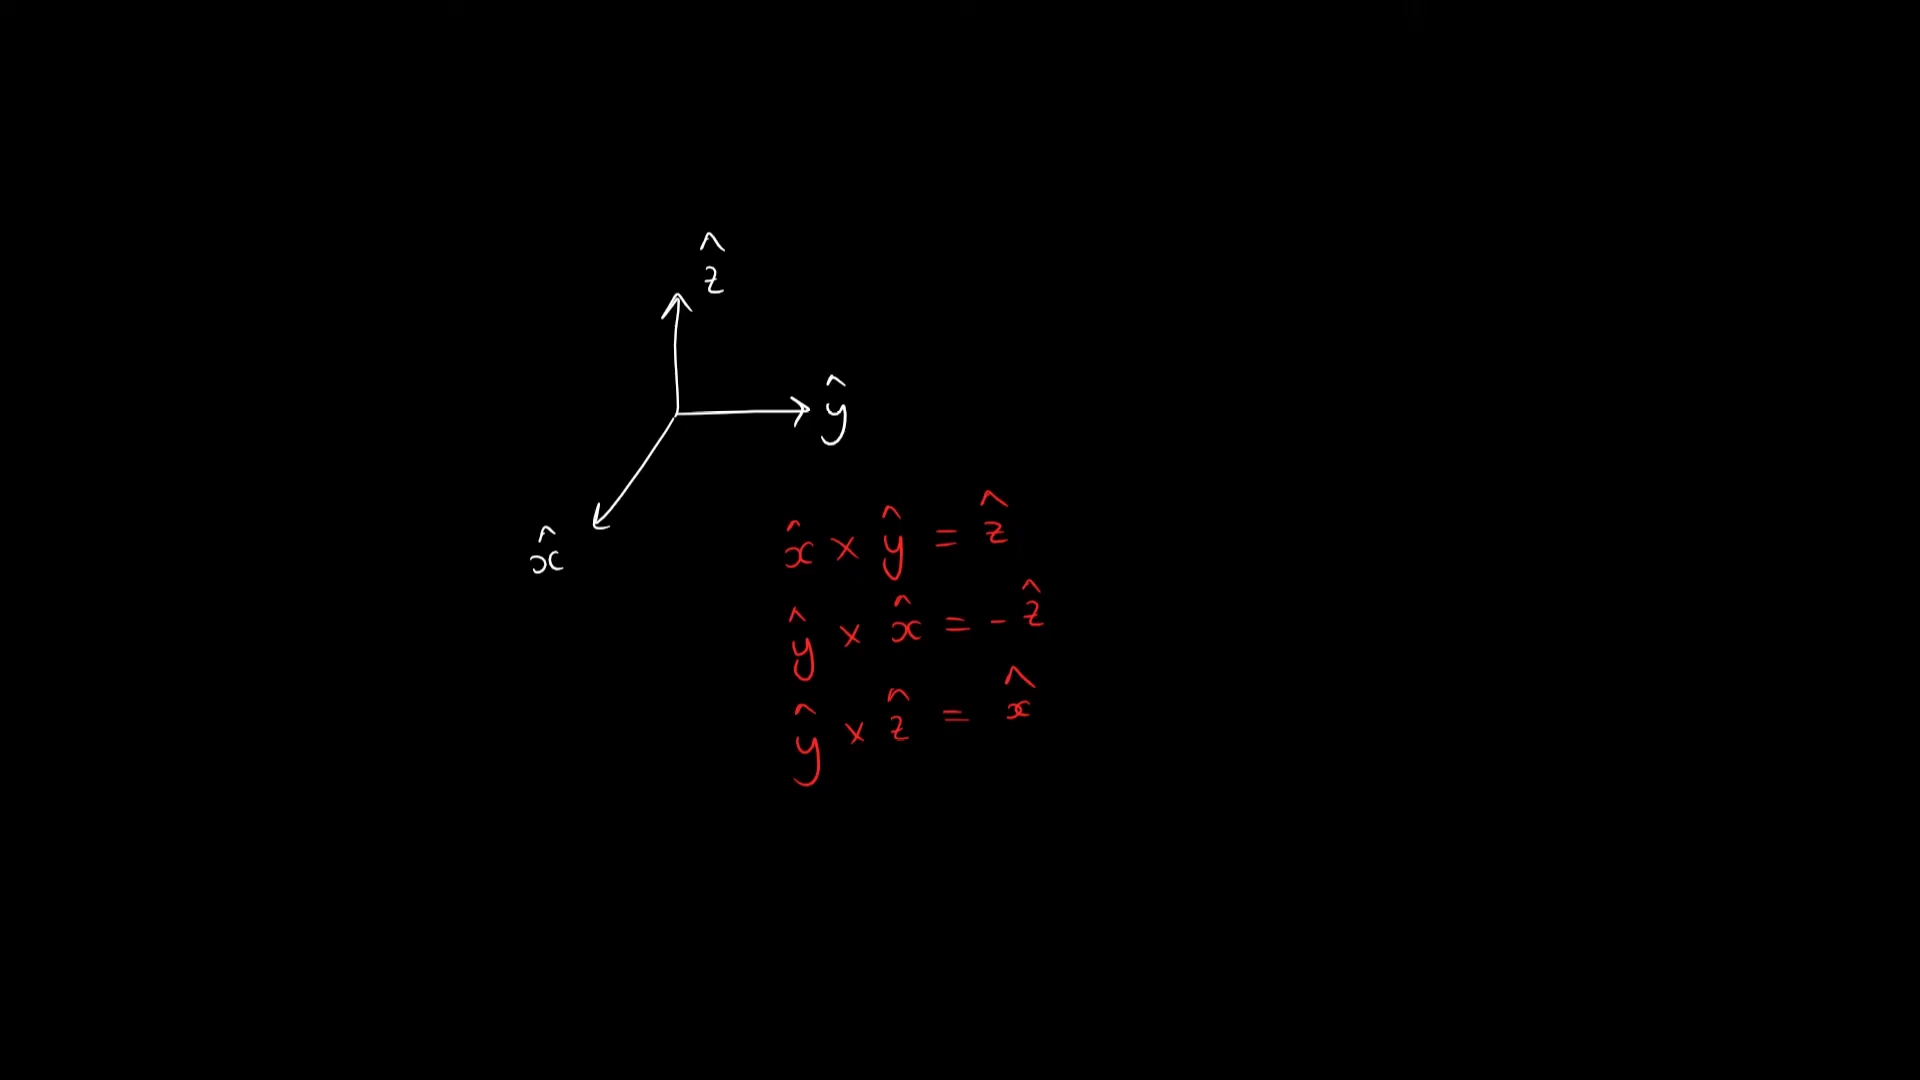 ẑ
ŷ
x̂
x̂ × ŷ = ẑ
ŷ × x̂ = - ẑ
ŷ × ẑ = x̂